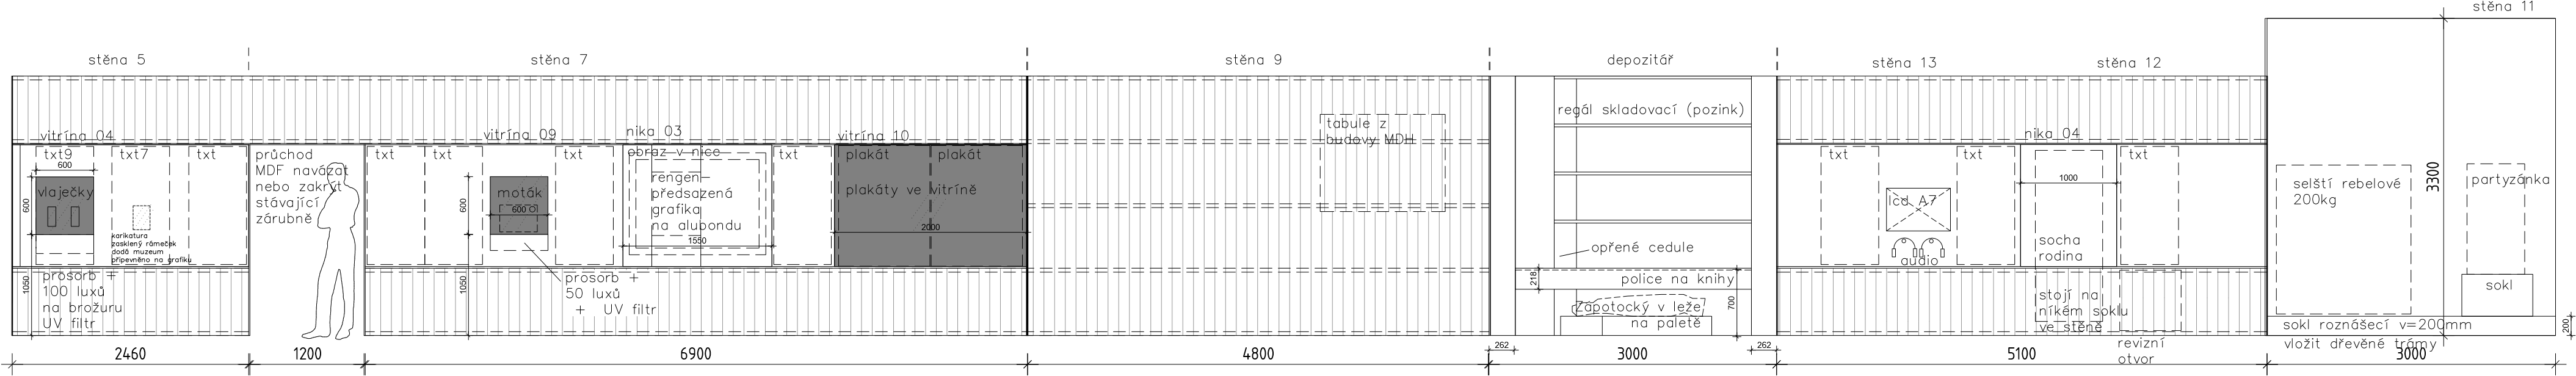 stěna 5
stěna 7
stěna 9
depozitář
stěna 13
stěna 12
stěna 11
vitrína 04
txt9
txt7
txt
600
vlaječky
600
karikatura
zasklený rámeček
dodá muzeum
připevněno na grafiku
1050
prosorb +
100 luxů
na brožuru
UV filtr
průchod
MDF navázat
nebo zakrýt
stávající
zárubně
txt
txt
vitrína 09
txt
moták
600
600
1050
prosorb +
50 luxů
+ UV filtr
nika 03
obraz v nice
rengen-
předsazená
grafika
na alubondu
1550
txt
vitrína 10
plakát
plakát
plakáty ve vitríně
2000
tabule z
budovy MDH
regál skladovací (pozink)
opřené cedule
218
police na knihy
700
Zápotocký v leže
na paletě
262
262
txt
lcd A7
audio
txt
nika 04
1000
txt
socha
rodina
stojí na
níkém soklu
ve stěně
revizní
otvor
selští rebelové
200kg
3300
partyzánka
sokl
sokl roznášecí v=200mm
vložit dřevěné trámy
200
2460
1200
6900
4800
3000
5100
3000